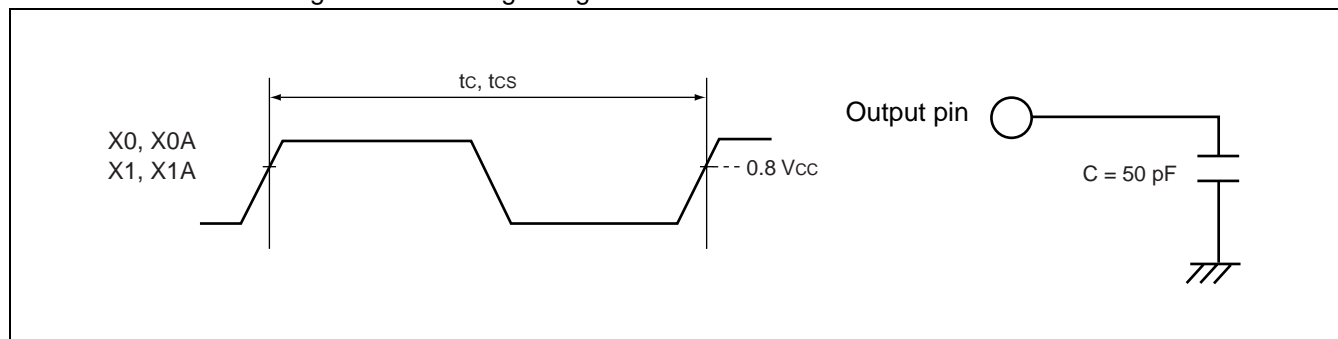 tC, tCS
X0, X0A
X1, X1A
0.8 VCC
Output pin
C = 50 pF